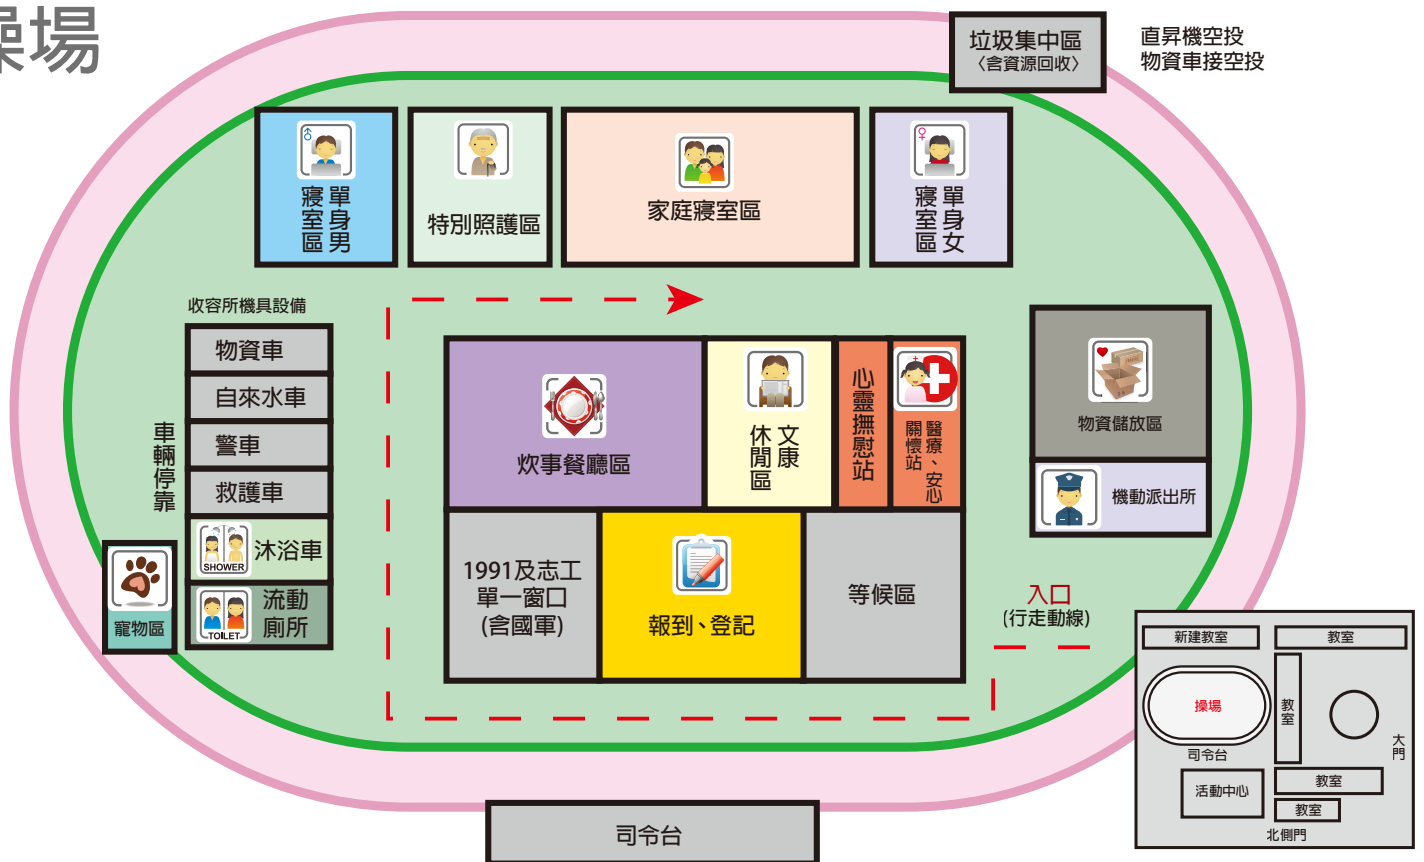 操場
垃圾集中區
〈含資源回收〉
直昇機空投
物資車接空投
單身男
寢室區
特別照護區
家庭寢室區
單身女
寢室區
收容所機具設備
物資車
自來水車
警車
救護車
SHOWER
沐浴車
TOILET
流動
廁所
車輛停靠
寵物區
炊事餐廳區
文康
休閒區
心靈撫慰站
醫療、安心
關懷站
物資儲放區
機動派出所
1991及志工
單一窗口
(含國軍)
報到、登記
等候區
入口
(行走動線)
司令台
新建教室
教室
操場
教室
司令台
大門
活動中心
教室
教室
北側門